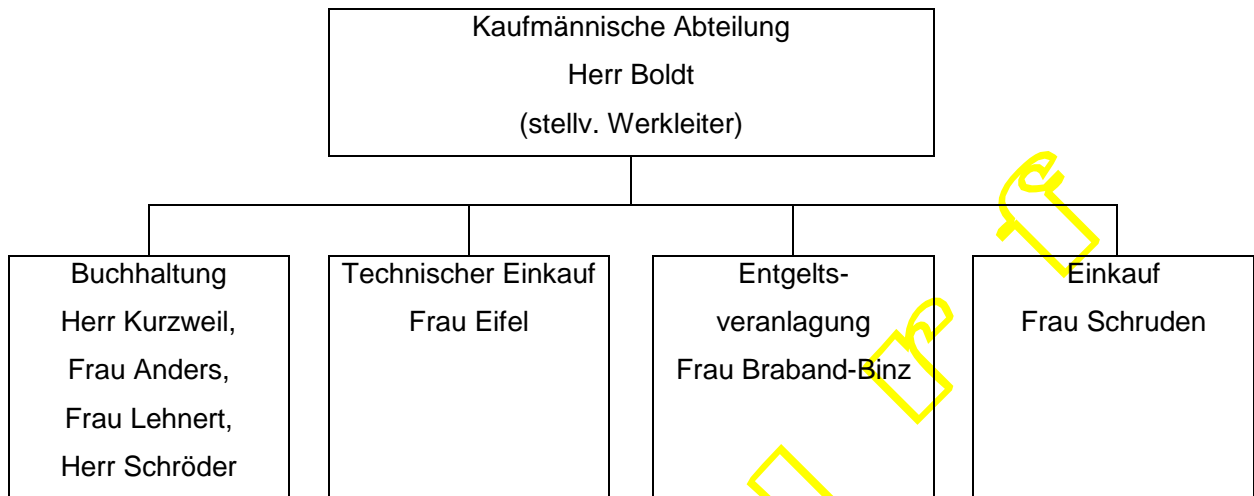 Kaufmännische Abteilung
Herr Boldt
(stellv. Werkleiter)
Buchhaltung
Herr Kurzweil,
Frau Anders,
Frau Lehnert,
Herr Schröder
Technischer Einkauf
Frau Eifel
Entgelts-
veranlagung
Frau Braband-Binz
Einkauf
Frau Schruden